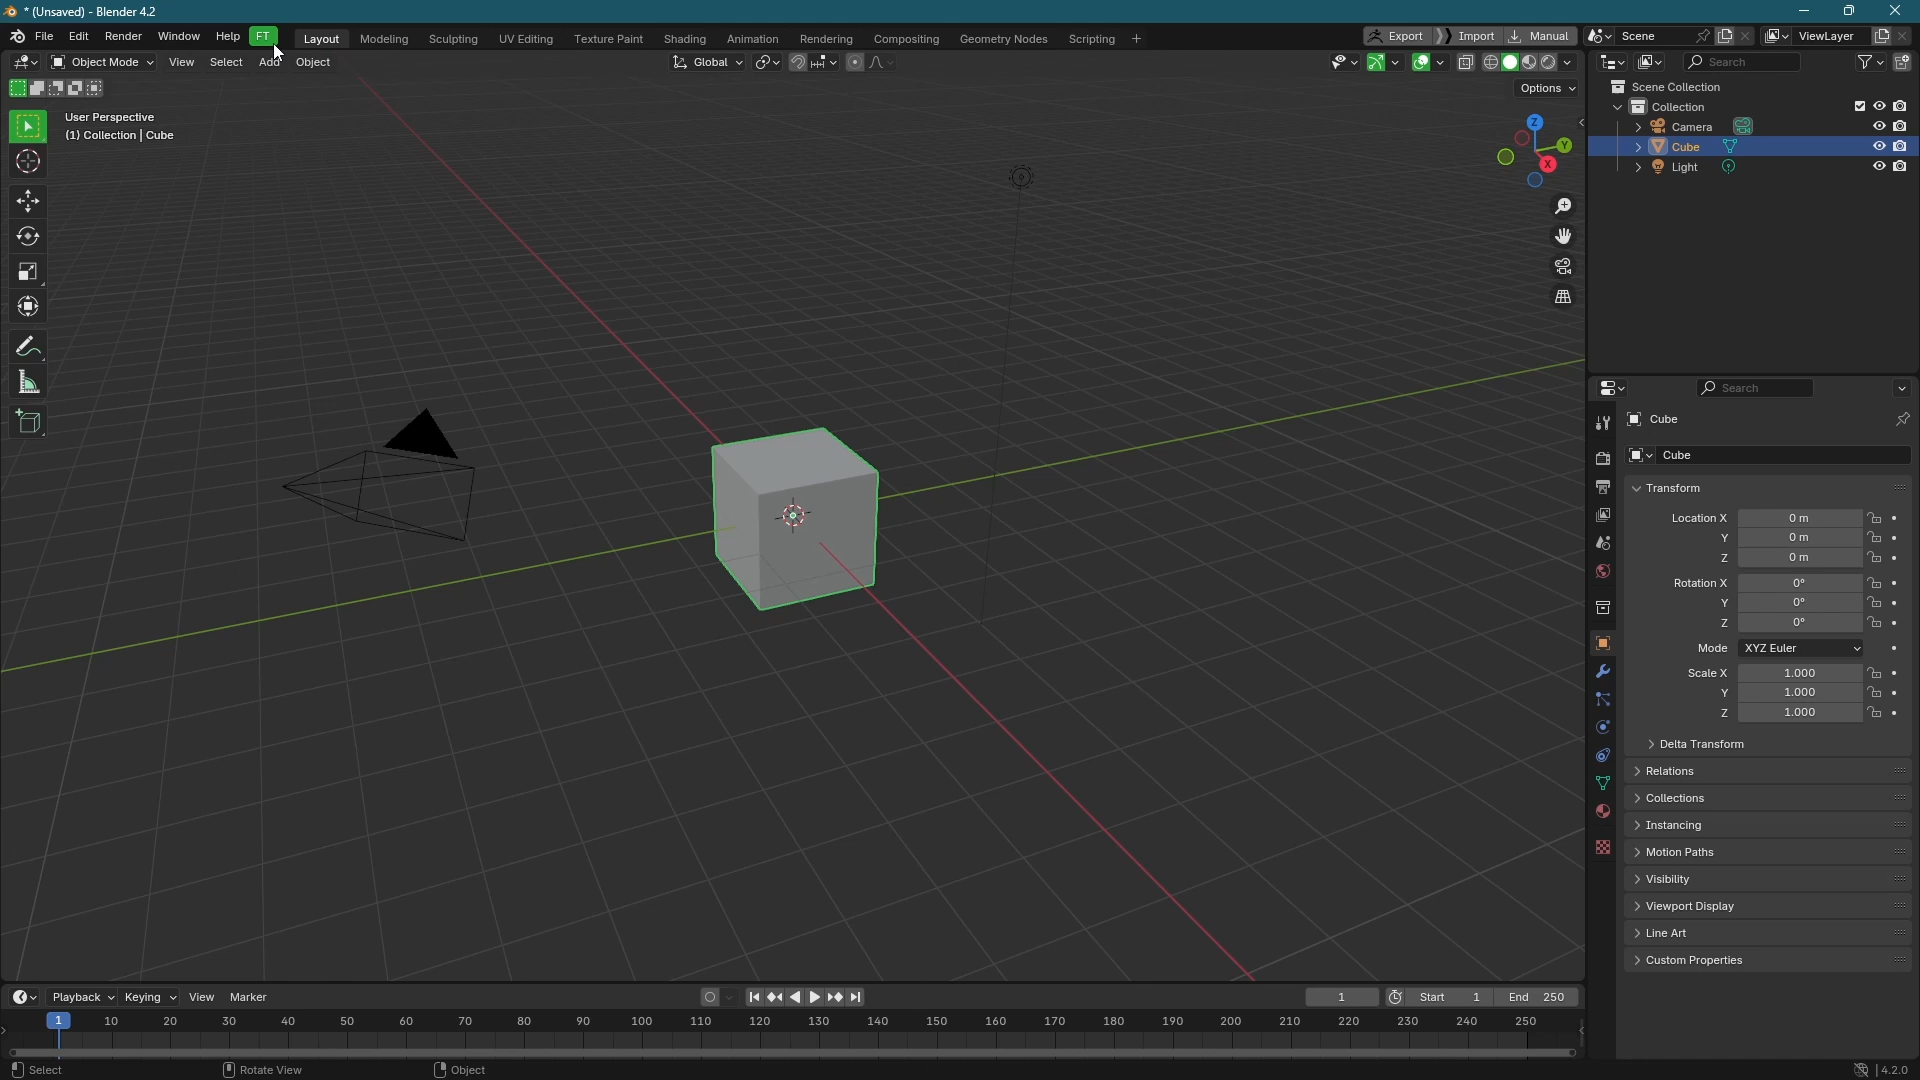 * (Unsaved) - Blender 4.2
File Edit Render Window Help FT Layout Modeling Sculpting UV Editing Texture Paint Shading Animation Rendering Compositing Geometry Nodes Scripting + Export Import Manual Scene ViewLayer
Object Mode View Select Add Object Global Search
Options
User Perspective
(1) Collection | Cube
Z
Y
X
Scene Collection
Collection
Camera
Cube
Light
Search
Cube
Cube
Transform
Location X 0 m
Y 0 m
Z 0 m
Rotation X 0°
Y 0°
Z 0°
Mode XYZ Euler
Scale X 1.000
Y 1.000
Z 1.000
Delta Transform
Relations
Collections
Instancing
Motion Paths
Visibility
Viewport Display
Line Art
Custom Properties
Playback Keying View Marker 1 Start 1 End 250
1 10 20 30 40 50 60 70 80 90 100 110 120 130 140 150 160 170 180 190 200 210 220 230 240 250
Select Rotate View Object 4.2.0